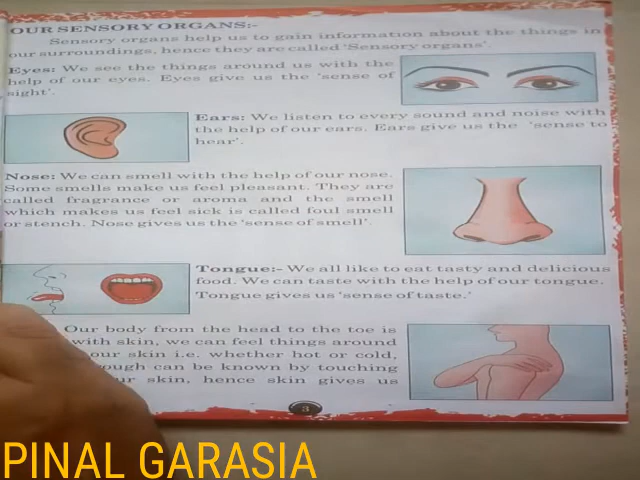 OUR SENSORY ORGANS:-
Sensory organs help us to gain information about the things in
our surroundings, hence they are called 'Sensory organs'.
Eyes: We see the things around us with the
help of our eyes. Eyes give us the 'sense of
sight'.
Ears: We listen to every sound and noise with
the help of our ears. Ears give us the 'sense to
hear'.
Nose: We can smell with the help of our nose.
Some smells make us feel pleasant. They are
called fragrance or aroma and the smell
which makes us feel sick is called foul smell
or stench. Nose gives us the 'sense of smell'.
Tongue:- We all like to eat tasty and delicious
food. We can taste with the help of our tongue.
Tongue gives us 'sense of taste.'
Our body from the head to the toe is
with skin, we can feel things around
our skin i.e. whether hot or cold,
can be known by touching
skin, hence skin gives us
3
PINAL GARASIA